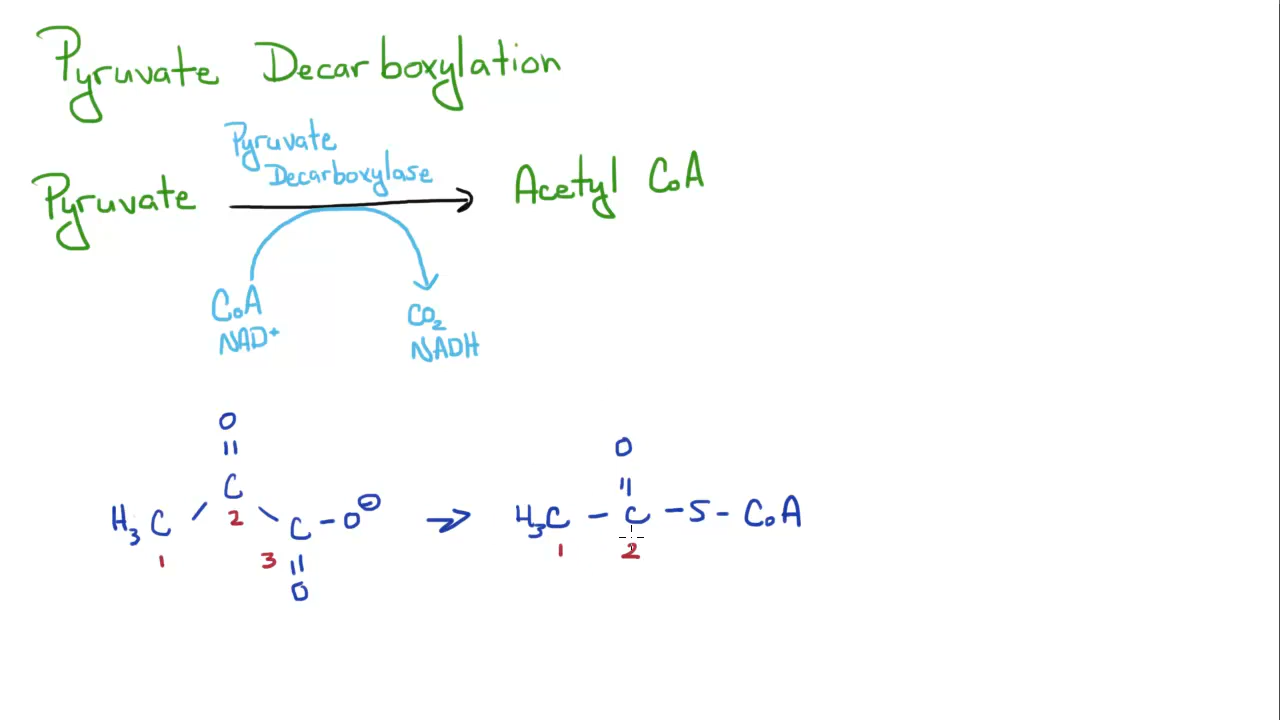 Pyruvate Decarboxylation
Pyruvate
Decarboxylase
Pyruvate Acetyl CoA
CoA CO2
NAD+ NADH
O O
C
H3C C - O⊖ → H3C - C - S - CoA
2
1 3 1 2
O